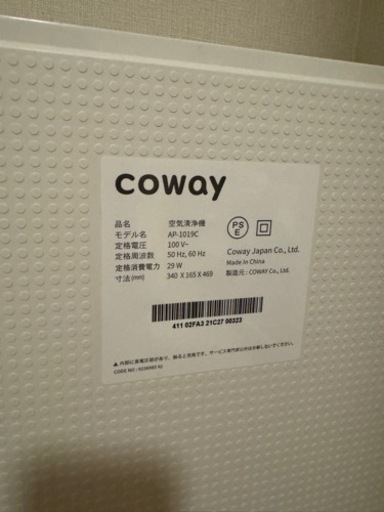 coway
品名 空気清浄機
モデル名 AP-1019C
定格電圧 100 V~
定格周波数 50 Hz, 60 Hz
定格消費電力 29 W
寸法(mm) 340 X 165 X 469
PS
E
Coway Japan Co., Ltd.
Made In China
製造元 : COWAY Co., Ltd.
411 02FA3 21C27 00323